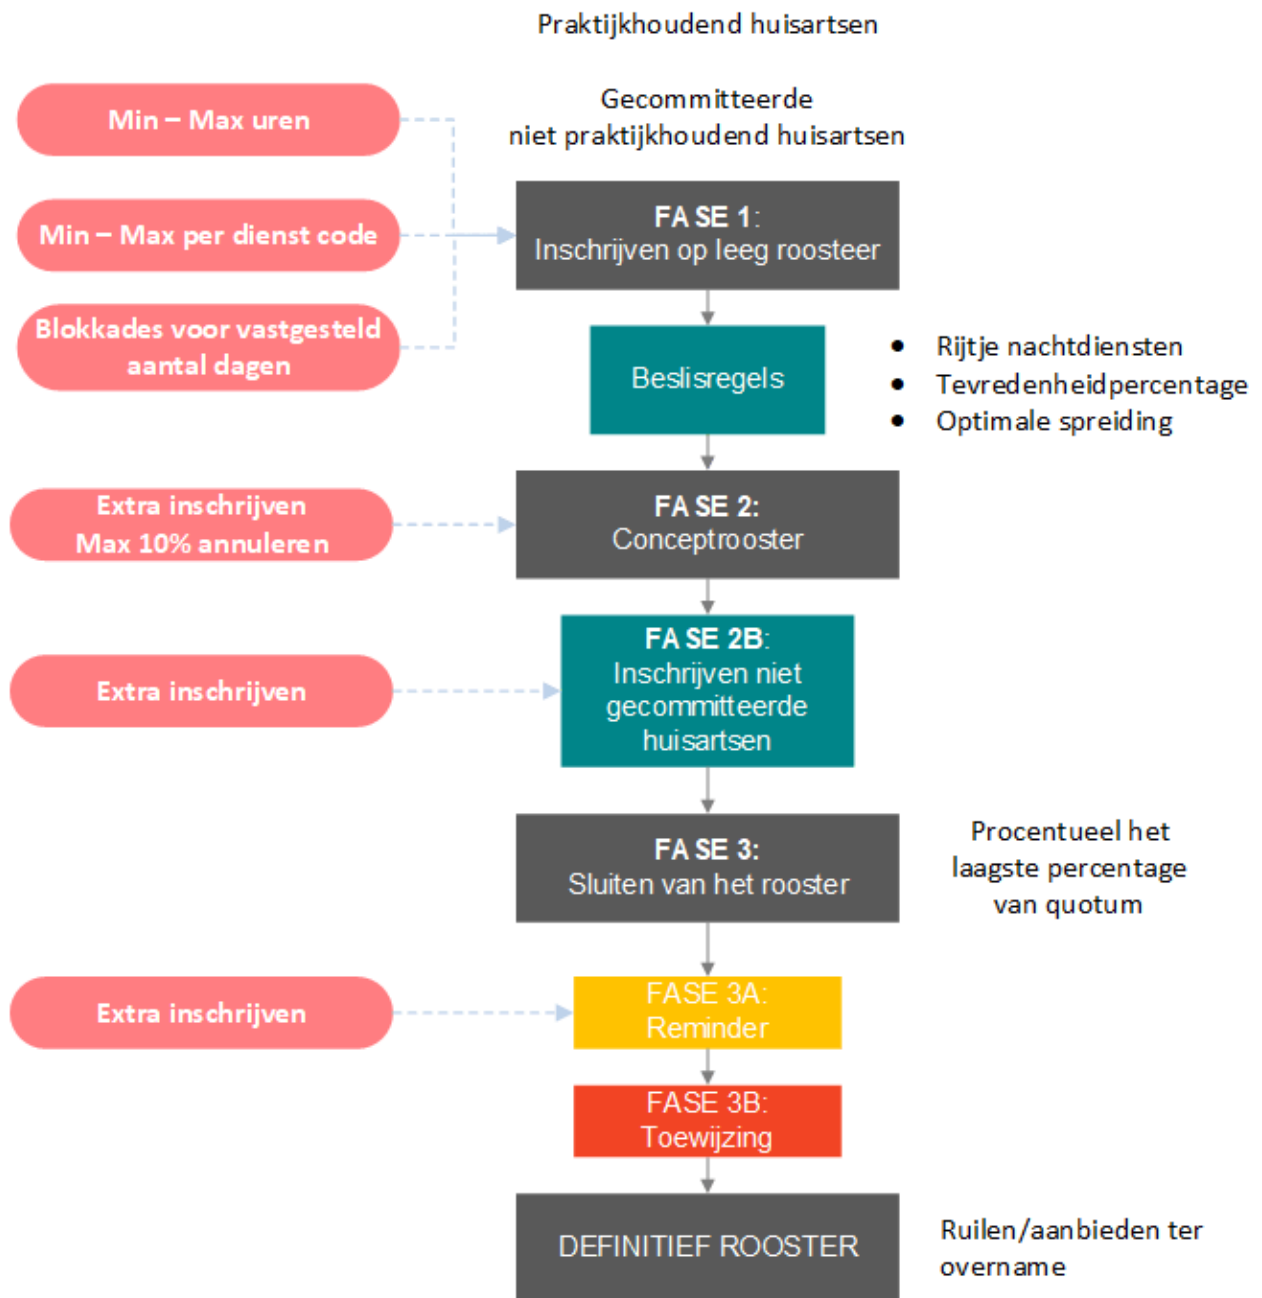 Praktijkhoudend huisartsen
Gecommitteerde
niet praktijkhoudend huisartsen
Min – Max uren
Min – Max per dienst code
Blokkades voor vastgesteld
aantal dagen
FASE 1:
Inschrijven op leeg roosteer
Beslisregels
• Rijtje nachtdiensten
• Tevredenheidpercentage
• Optimale spreiding
Extra inschrijven
Max 10% annuleren
FASE 2:
Conceptrooster
Extra inschrijven
FASE 2B:
Inschrijven niet
gecommitteerde
huisartsen
FASE 3:
Sluiten van het rooster
Procentueel het
laagste percentage
van quotum
Extra inschrijven
FASE 3A:
Reminder
FASE 3B:
Toewijzing
DEFINITIEF ROOSTER
Ruilen/aanbieden ter
overname